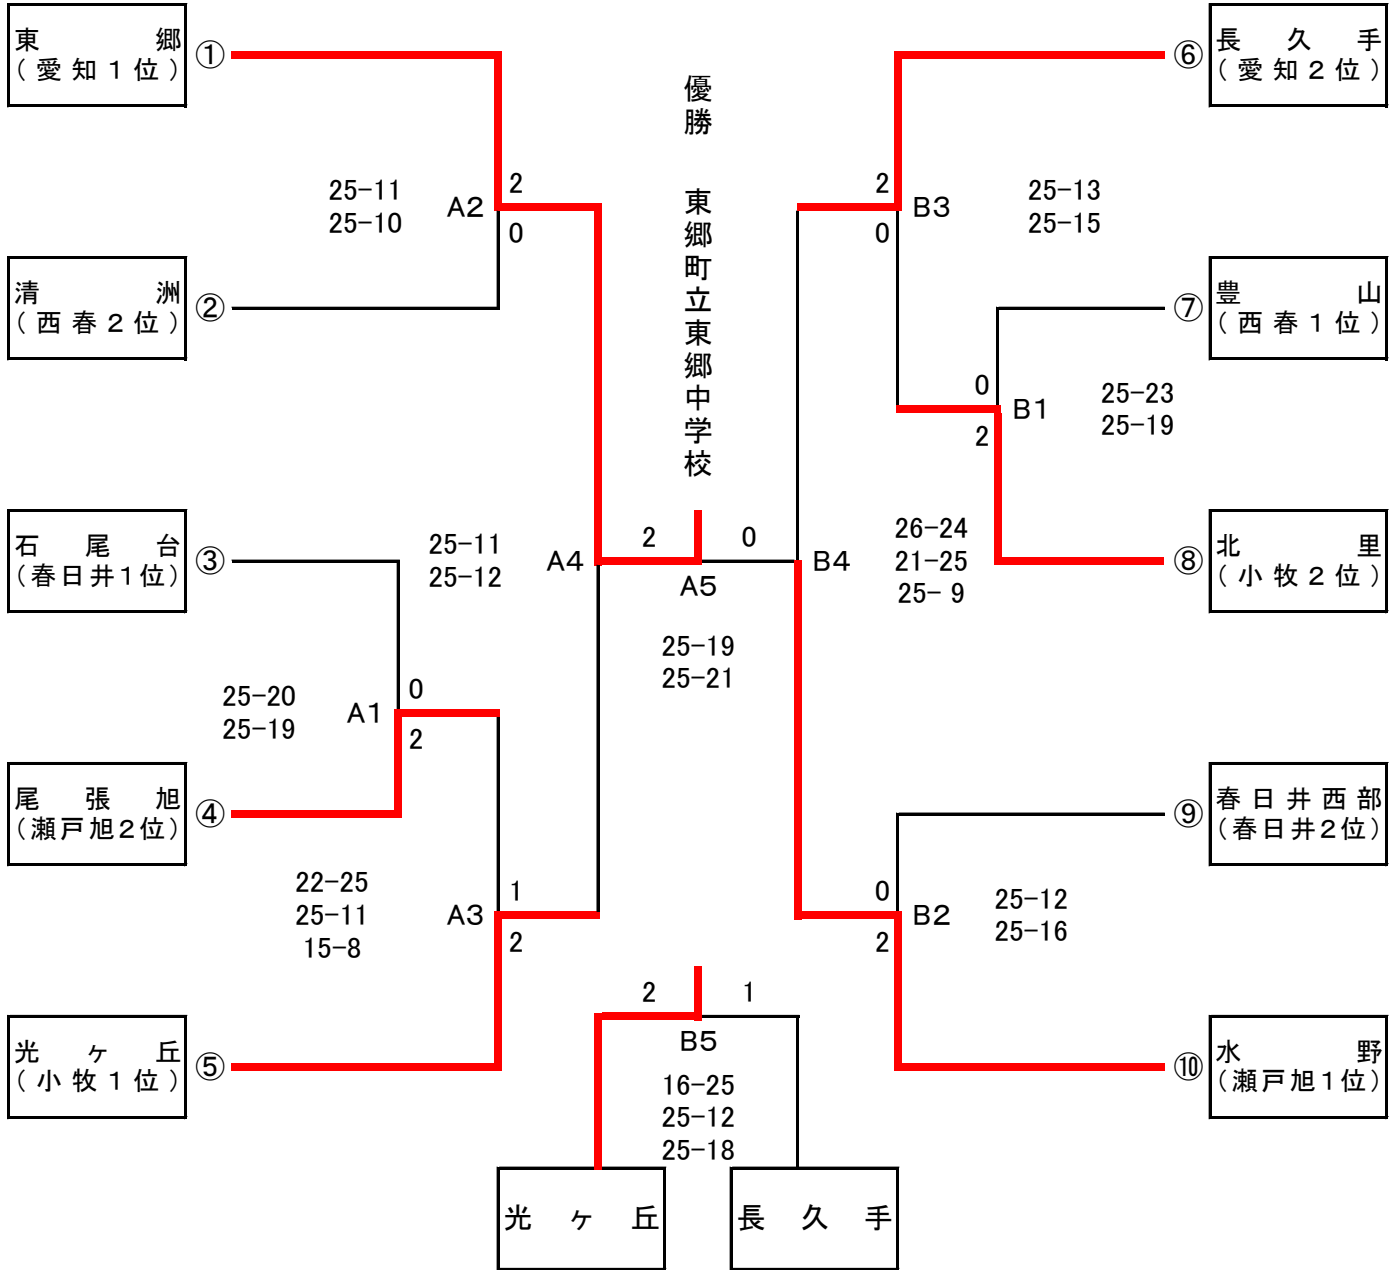 東郷
(愛知1位)
①
⑥
長久手
(愛知2位)
優勝 東郷町立東郷中学校
25-11
25-10
A2
2
0
2
0
B3
25-13
25-15
清洲
(西春2位)
②
⑦
豊山
(西春1位)
0
2
B1
25-23
25-19
石尾台
(春日井1位)
③
25-11
25-12
A4
2
0
A5
25-19
25-21
B4
26-24
21-25
25- 9
⑧
北里
(小牧2位)
25-20
25-19
A1
0
2
尾張旭
(瀬戸旭2位)
④
⑨
春日井西部
(春日井2位)
22-25
25-11
15-8
A3
1
2
0
2
B2
25-12
25-16
光ヶ丘
(小牧1位)
⑤
2
1
B5
16-25
25-12
25-18
⑩
水野
(瀬戸旭1位)
光ヶ丘
長久手